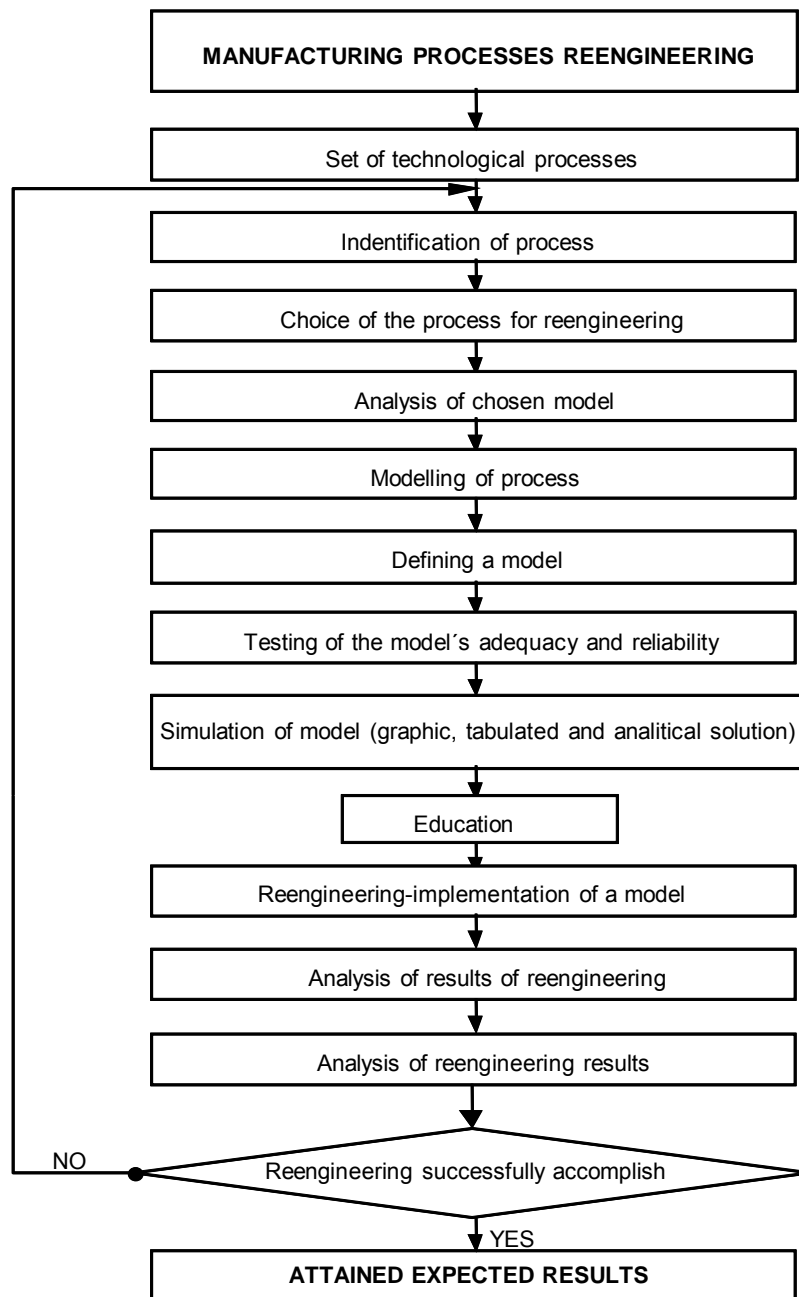 MANUFACTURING PROCESSES REENGINEERING
Set of technological processes
Indentification of process
Choice of the process for reengineering
Analysis of chosen model
Modelling of process
Defining a model
Testing of the model´s adequacy and reliability
Simulation of model (graphic, tabulated and analitical solution)
Education
Reengineering-implementation of a model
Analysis of results of reengineering
Analysis of reengineering results
NO
Reengineering successfully accomplish
YES
ATTAINED EXPECTED RESULTS